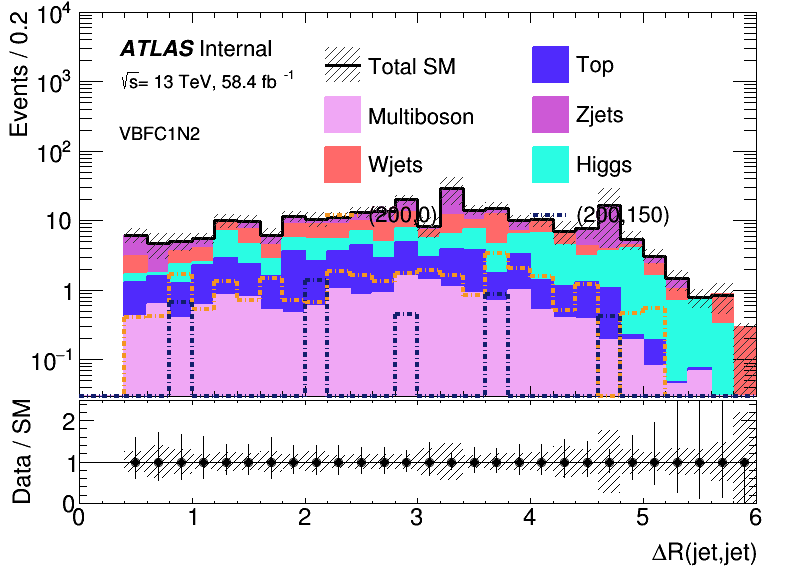 Events / 0.2
10⁴
10³
10²
10
1
10⁻¹
ATLAS Internal
√s= 13 TeV, 58.4 fb⁻¹
VBFC1N2
Total SM
Top
Multiboson
Zjets
Wjets
Higgs
(200,0)
(200,150)
Data / SM
2
1
0
0 1 2 3 4 5 6
ΔR(jet,jet)